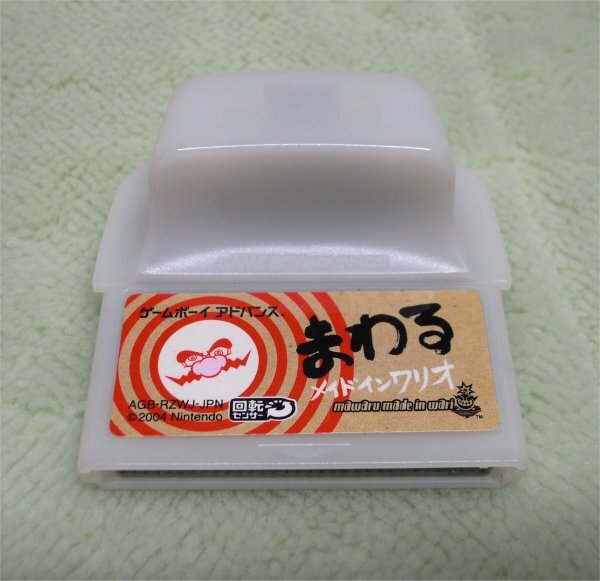 ゲームボーイ アドバンス®
まわる
メイドインワリオ
mawaru made in wario
TM
AGB-RZWJ-JPN
©2004 Nintendo
回転
センサー